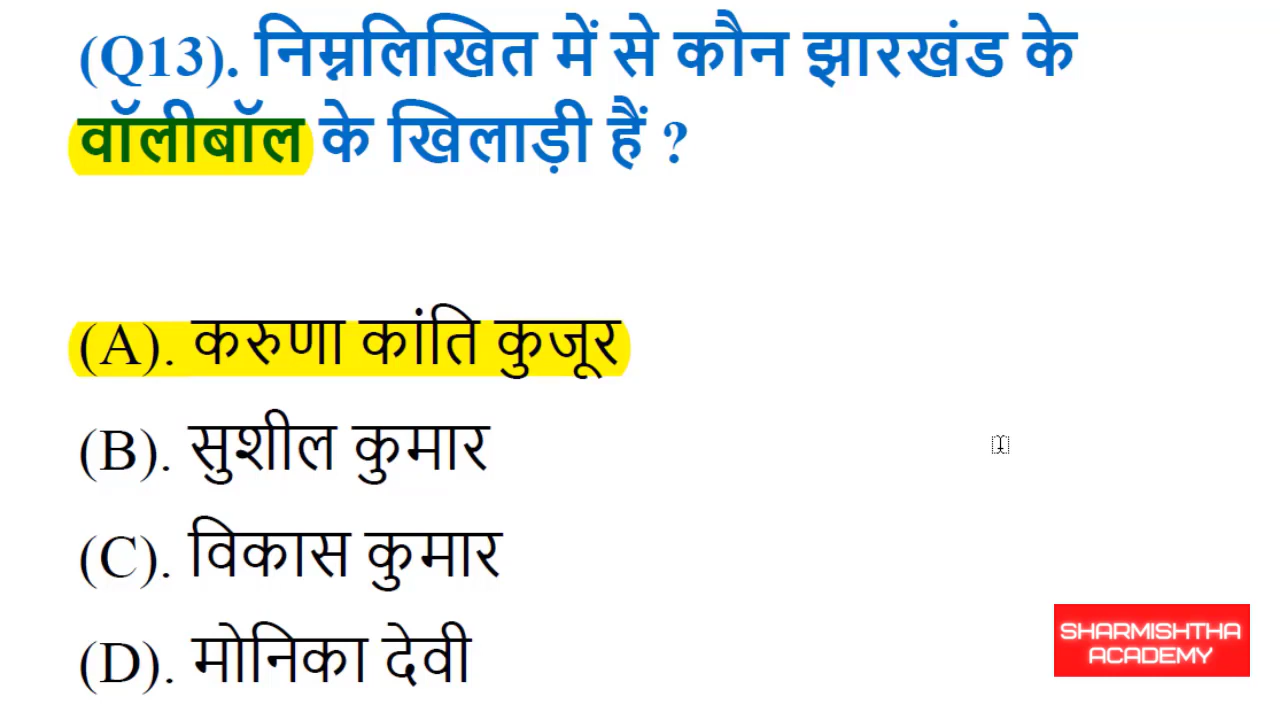 (Q13). निम्नलिखित में से कौन झारखंड के
वॉलीबॉल के खिलाड़ी हैं ?
(A). करुणा कांति कुजूर
(B). सुशील कुमार
(C). विकास कुमार
(D). मोनिका देवी
SHARMISHTHA
ACADEMY